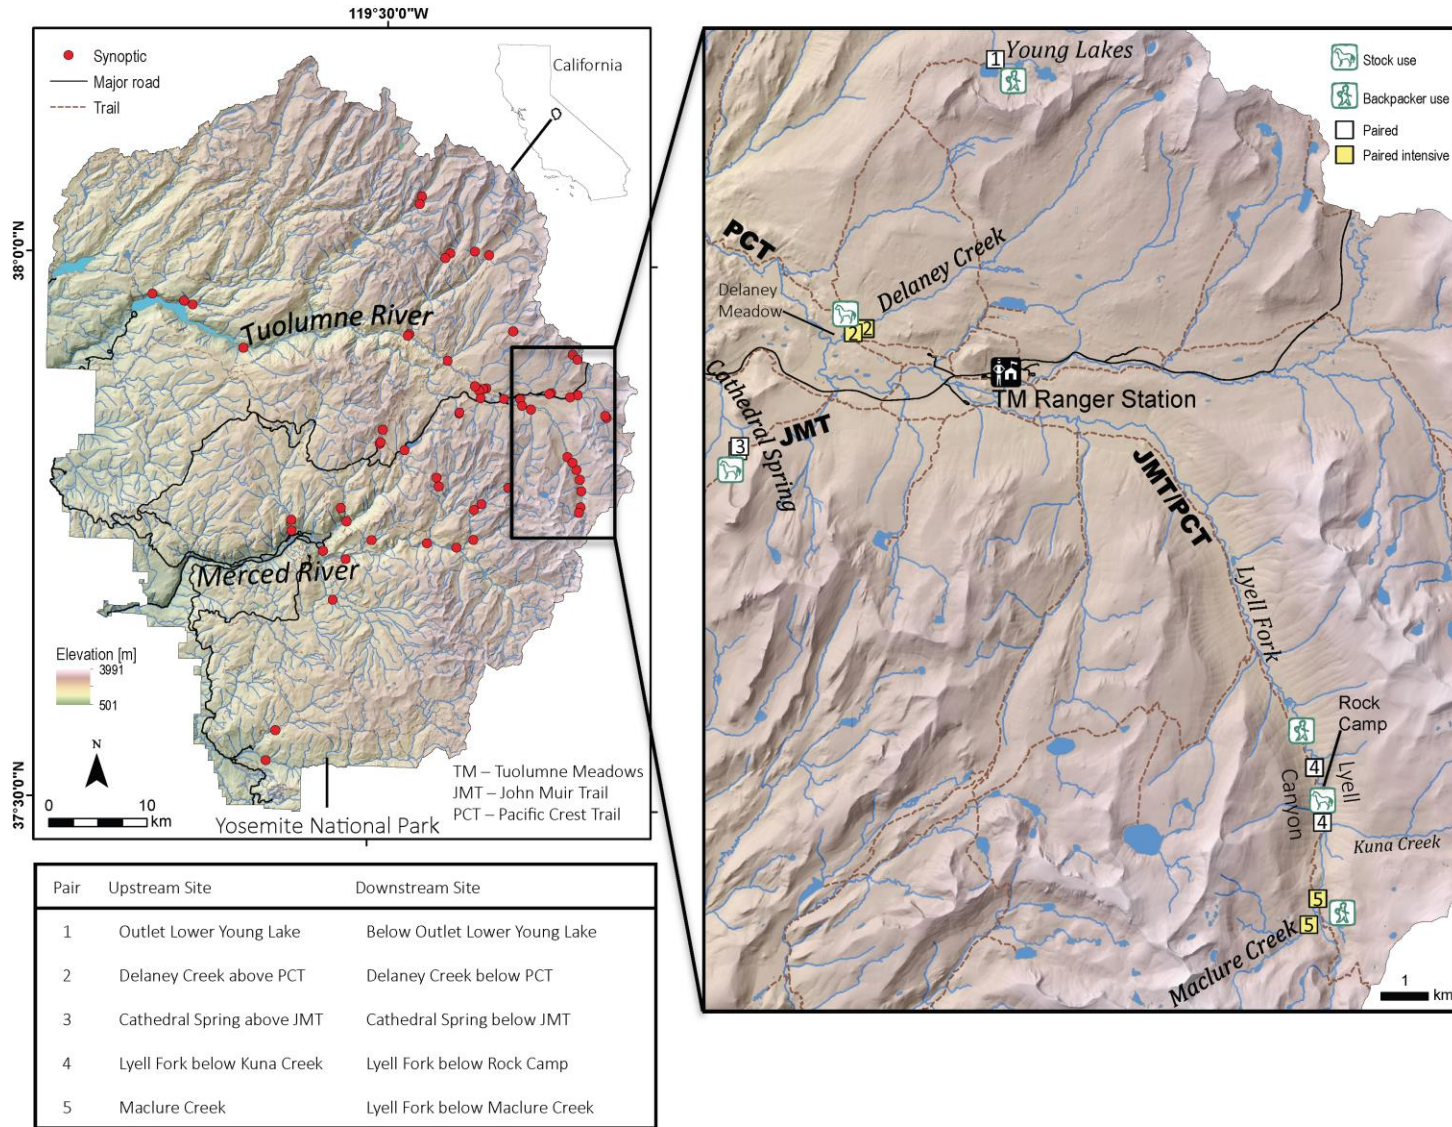 119°30'0"W
Synoptic
Major road
Trail
California
38°0'0"N
Tuolumne River
Merced River
Elevation [m]
3991
501
N
0 10
km
37°30'0"N
TM – Tuolumne Meadows
JMT – John Muir Trail
PCT – Pacific Crest Trail
Yosemite National Park
1
Young Lakes
Stock use
Backpacker use
Paired
Paired intensive
PCT
Delaney Creek
Delaney
Meadow
2
2
TM Ranger Station
Cathedral Spring
JMT
3
JMT/PCT
Lyell Fork
Rock
Camp
4
Lyell
Canyon
4
Kuna Creek
5
5
Maclure Creek
1
km
Pair Upstream Site Downstream Site
1 Outlet Lower Young Lake Below Outlet Lower Young Lake
2 Delaney Creek above PCT Delaney Creek below PCT
3 Cathedral Spring above JMT Cathedral Spring below JMT
4 Lyell Fork below Kuna Creek Lyell Fork below Rock Camp
5 Maclure Creek Lyell Fork below Maclure Creek